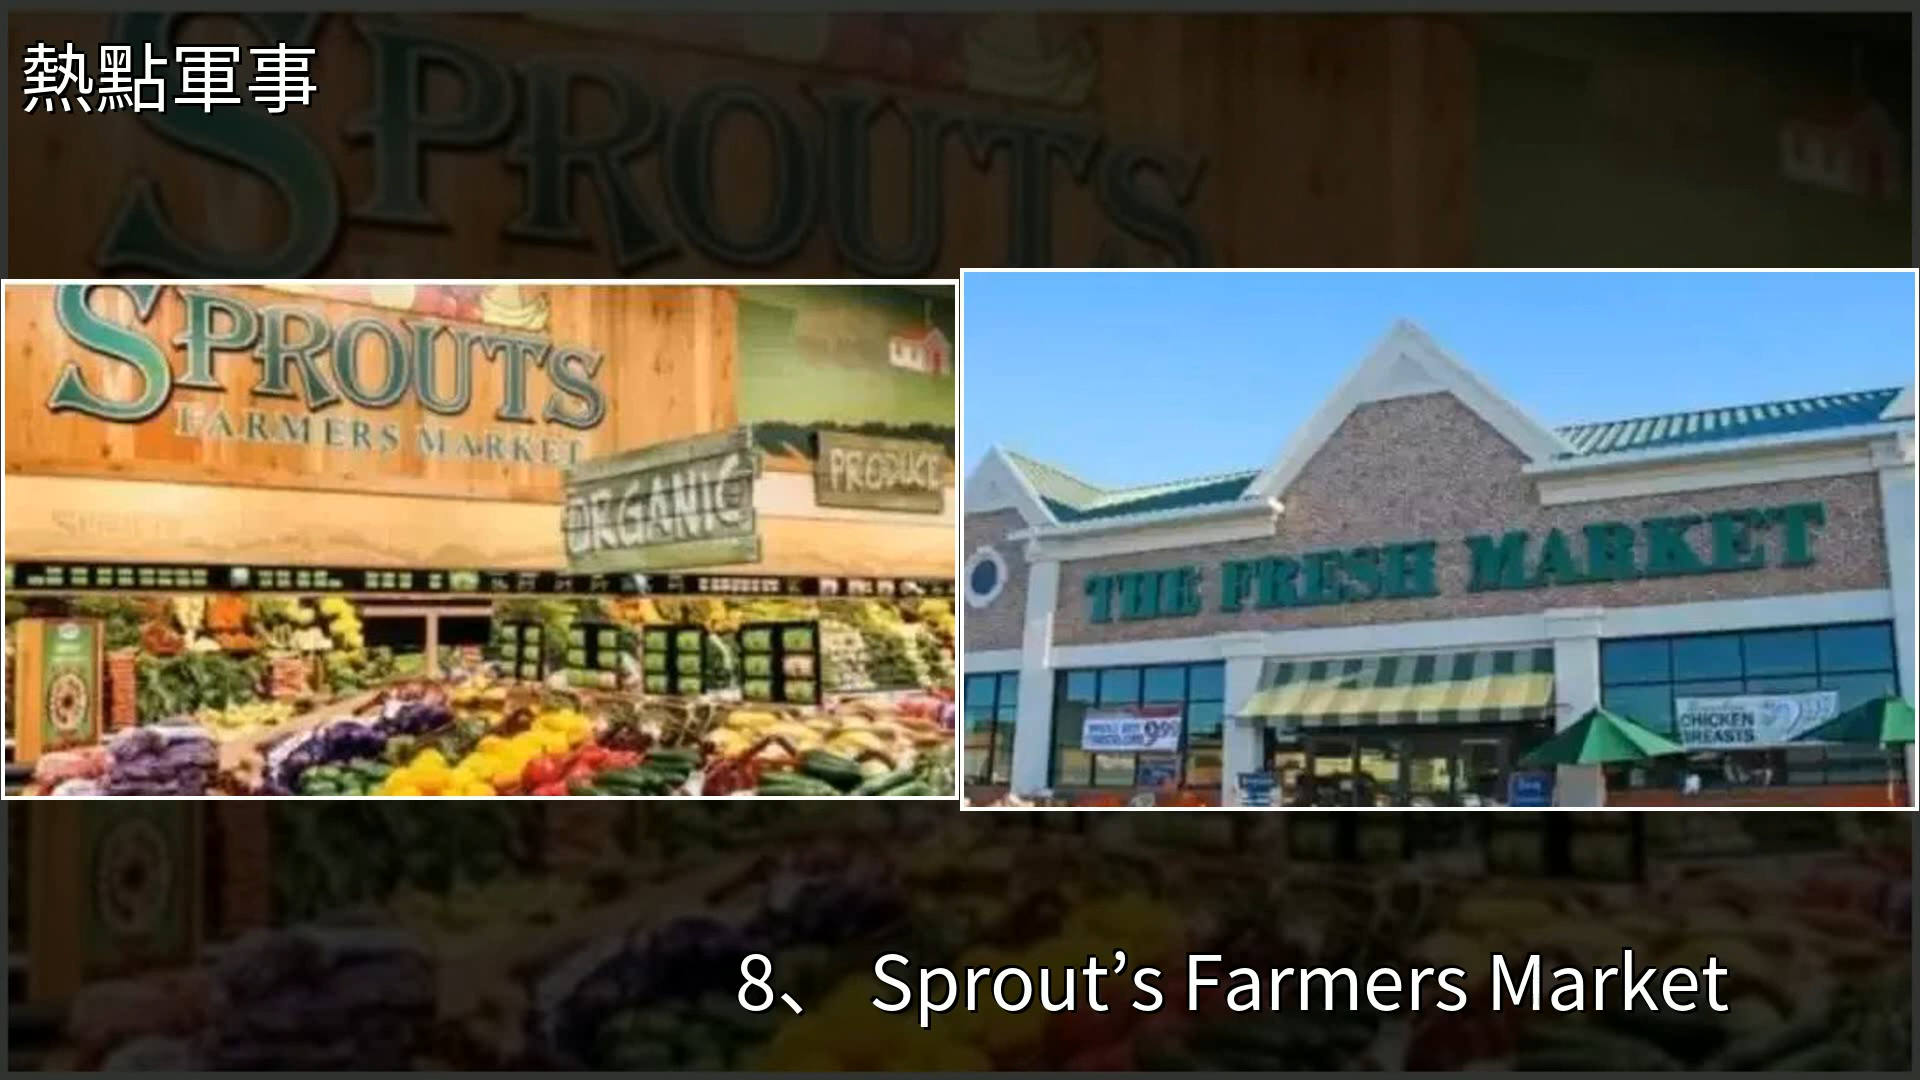 熱點軍事
SPROUTS
SPROUTS
FARMERS MARKET
ORGANIC
PRODUCE
THE FRESH MARKET
CHICKEN
BREASTS
8、 Sprout’s Farmers Market